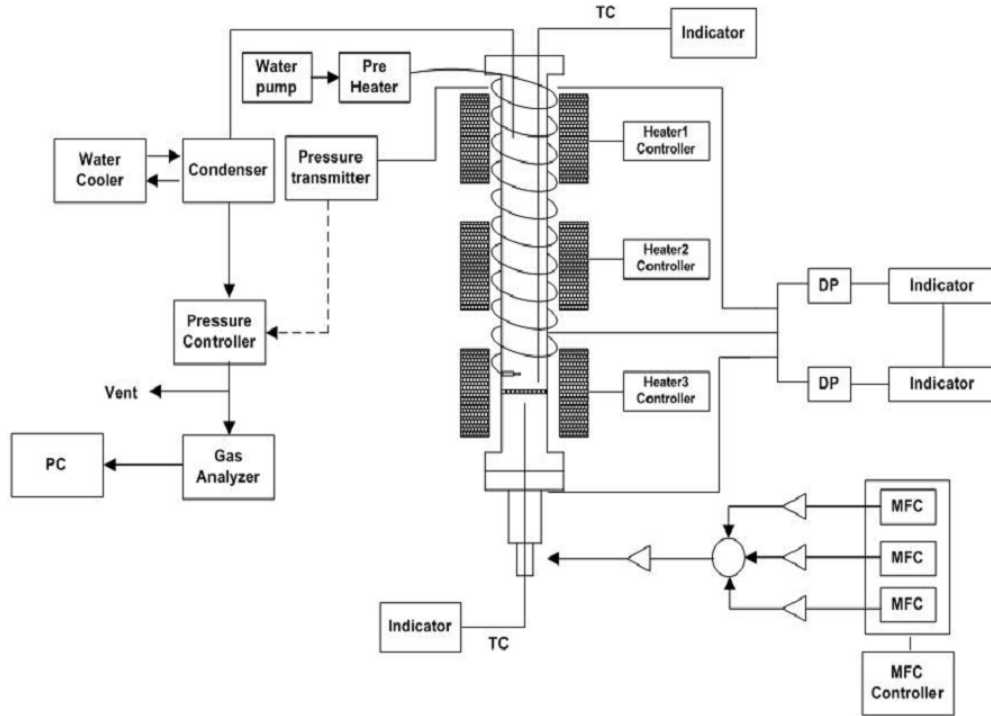 TC
Indicator
Water
pump
Pre
Heater
Heater1
Controller
Water
Cooler
Condenser
Pressure
transmitter
Heater2
Controller
DP
Indicator
Pressure
Controller
Vent
Heater3
Controller
DP
Indicator
PC
Gas
Analyzer
MFC
MFC
MFC
Indicator
TC
MFC
Controller